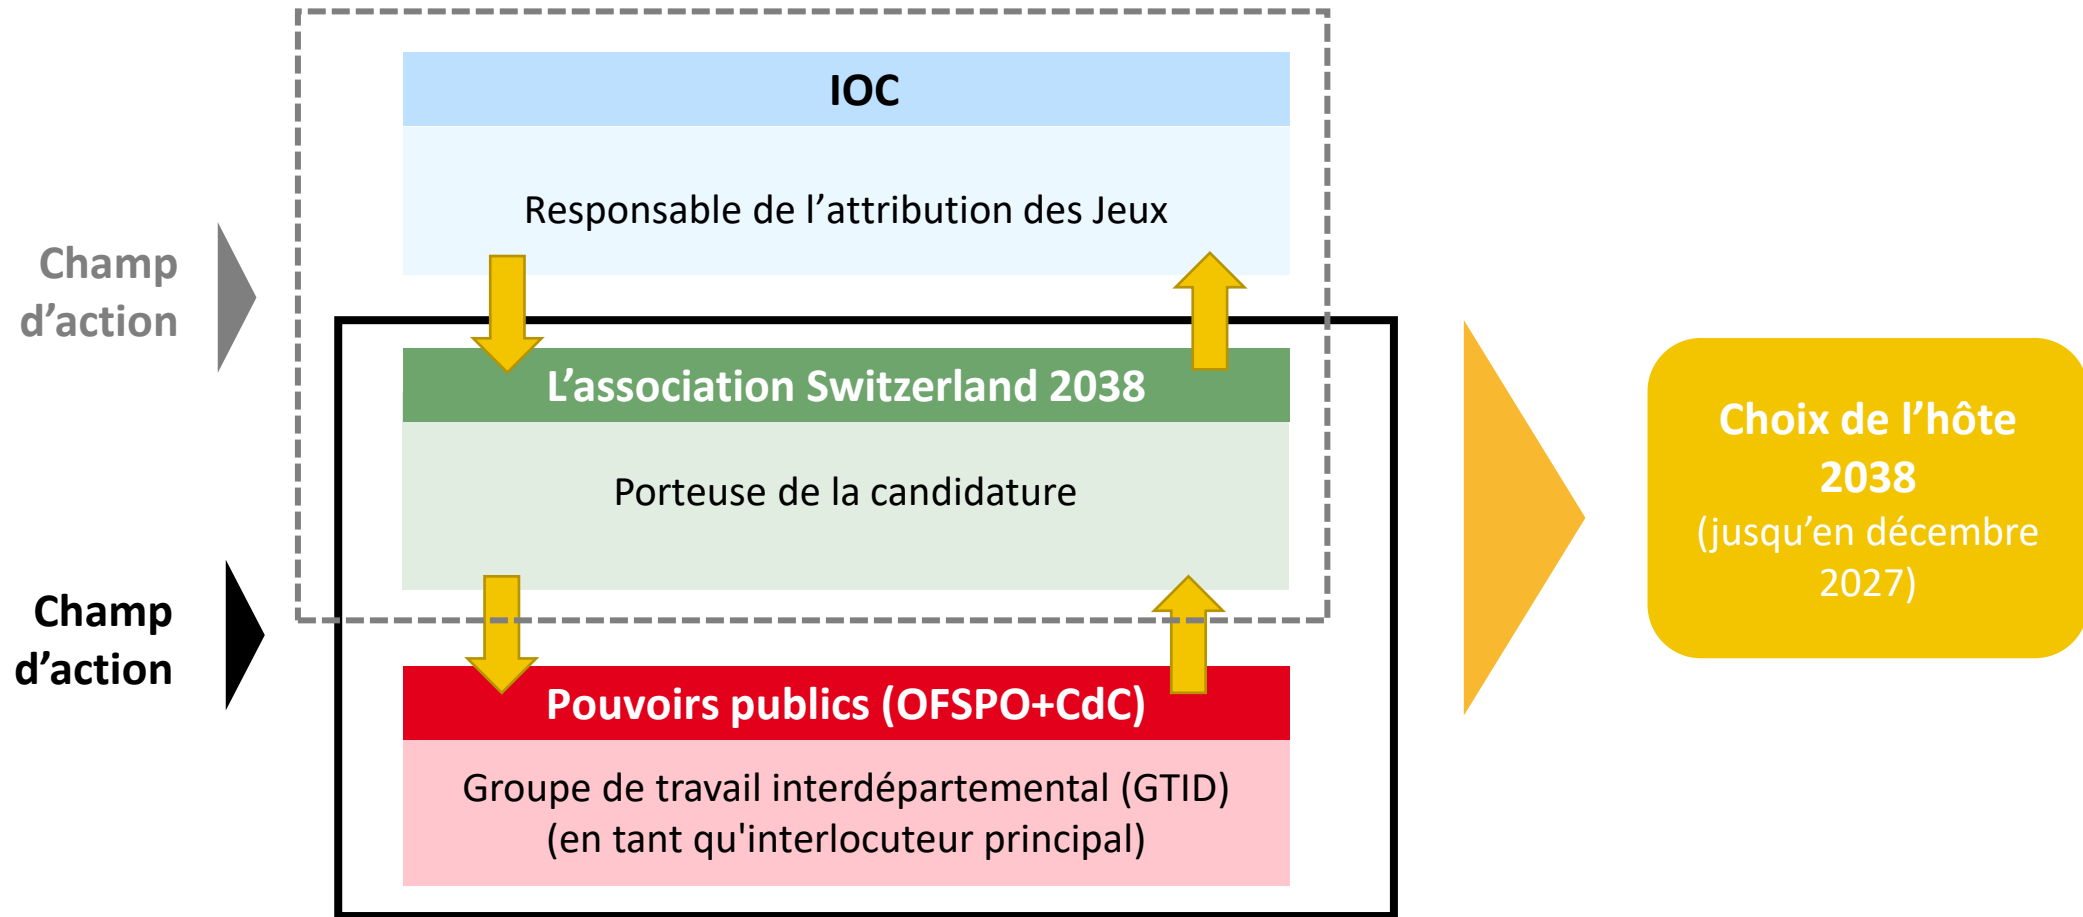 IOC
Responsable de l’attribution des Jeux
Champ
d’action
L’association Switzerland 2038
Porteuse de la candidature
Champ
d’action
Pouvoirs publics (OFSPO+CdC)
Groupe de travail interdépartemental (GTID)
(en tant qu'interlocuteur principal)
Choix de l’hôte
2038
(jusqu’en décembre
2027)